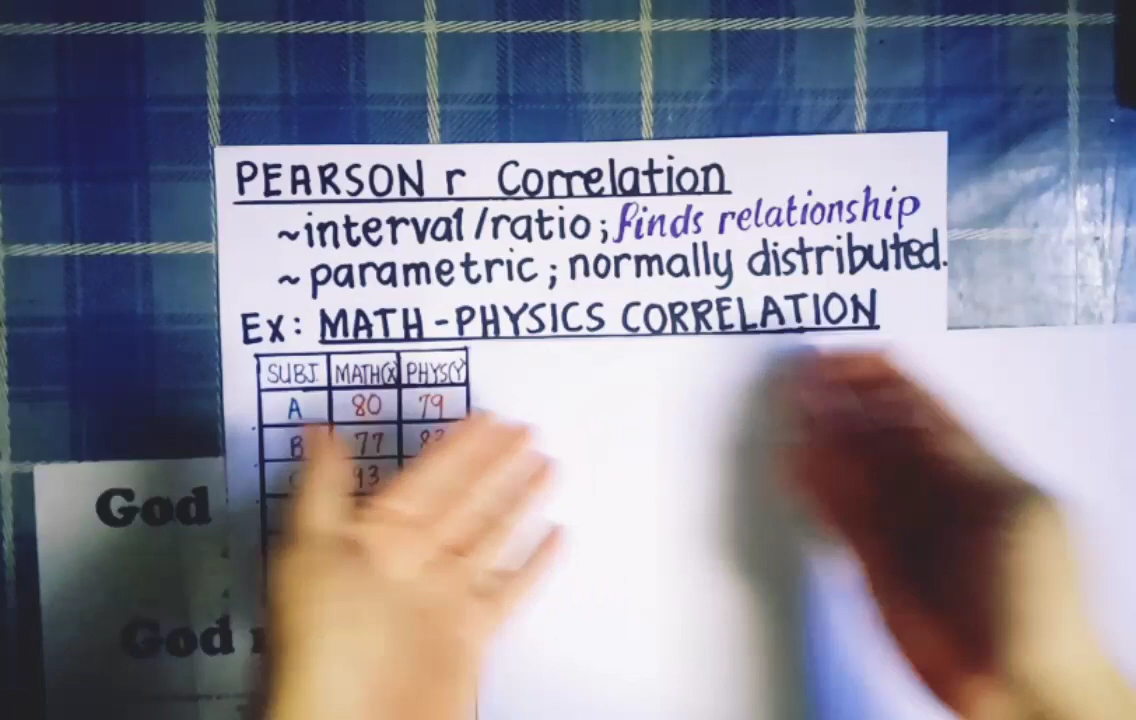 PEARSON r Correlation
~interval/ratio; finds relationship
~ parametric; normally distributed.
Ex: MATH-PHYSICS CORRELATION
SUBJ. MATH(X) PHYS(Y)
A 80 79
B 77
93
God
God